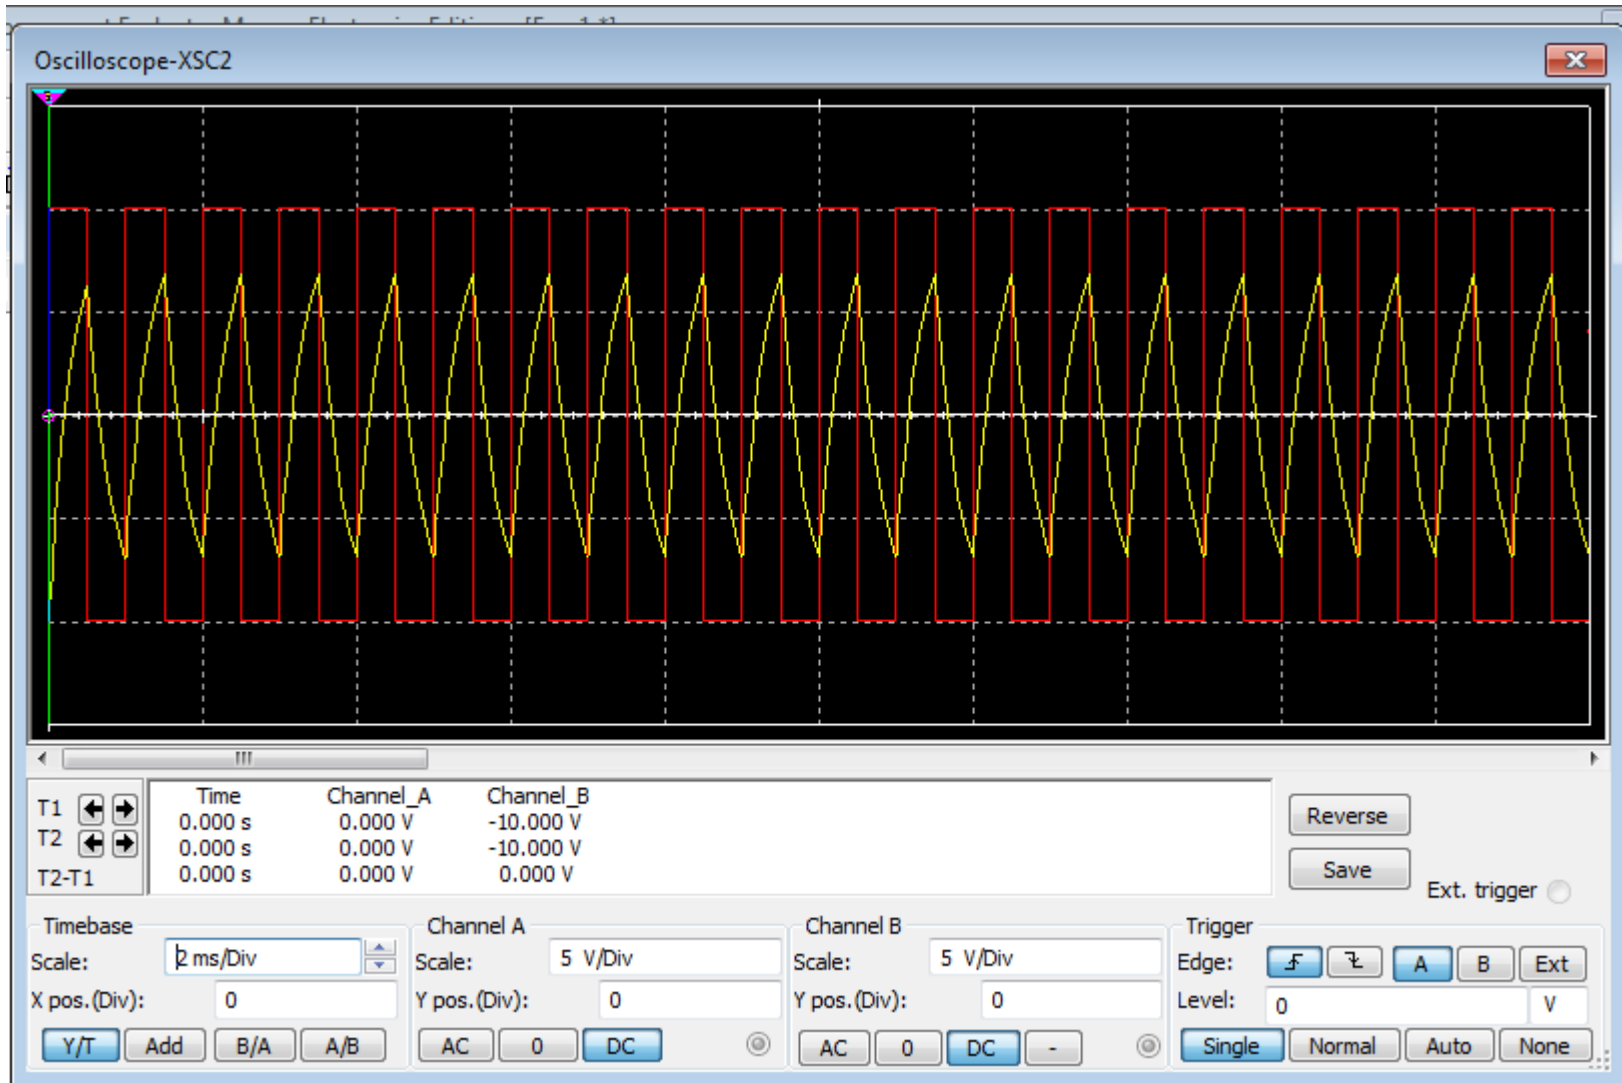 Oscilloscope-XSC2
Time Channel_A Channel_B
T1 0.000 s 0.000 V -10.000 V
T2 0.000 s 0.000 V -10.000 V
T2-T1 0.000 s 0.000 V 0.000 V
Reverse
Save
Ext. trigger
Timebase
Scale: 2 ms/Div
X pos.(Div): 0
Y/T Add B/A A/B
Channel A
Scale: 5 V/Div
Y pos.(Div): 0
AC 0 DC
Channel B
Scale: 5 V/Div
Y pos.(Div): 0
AC 0 DC -
Trigger
Edge: A B Ext
Level: 0 V
Single Normal Auto None